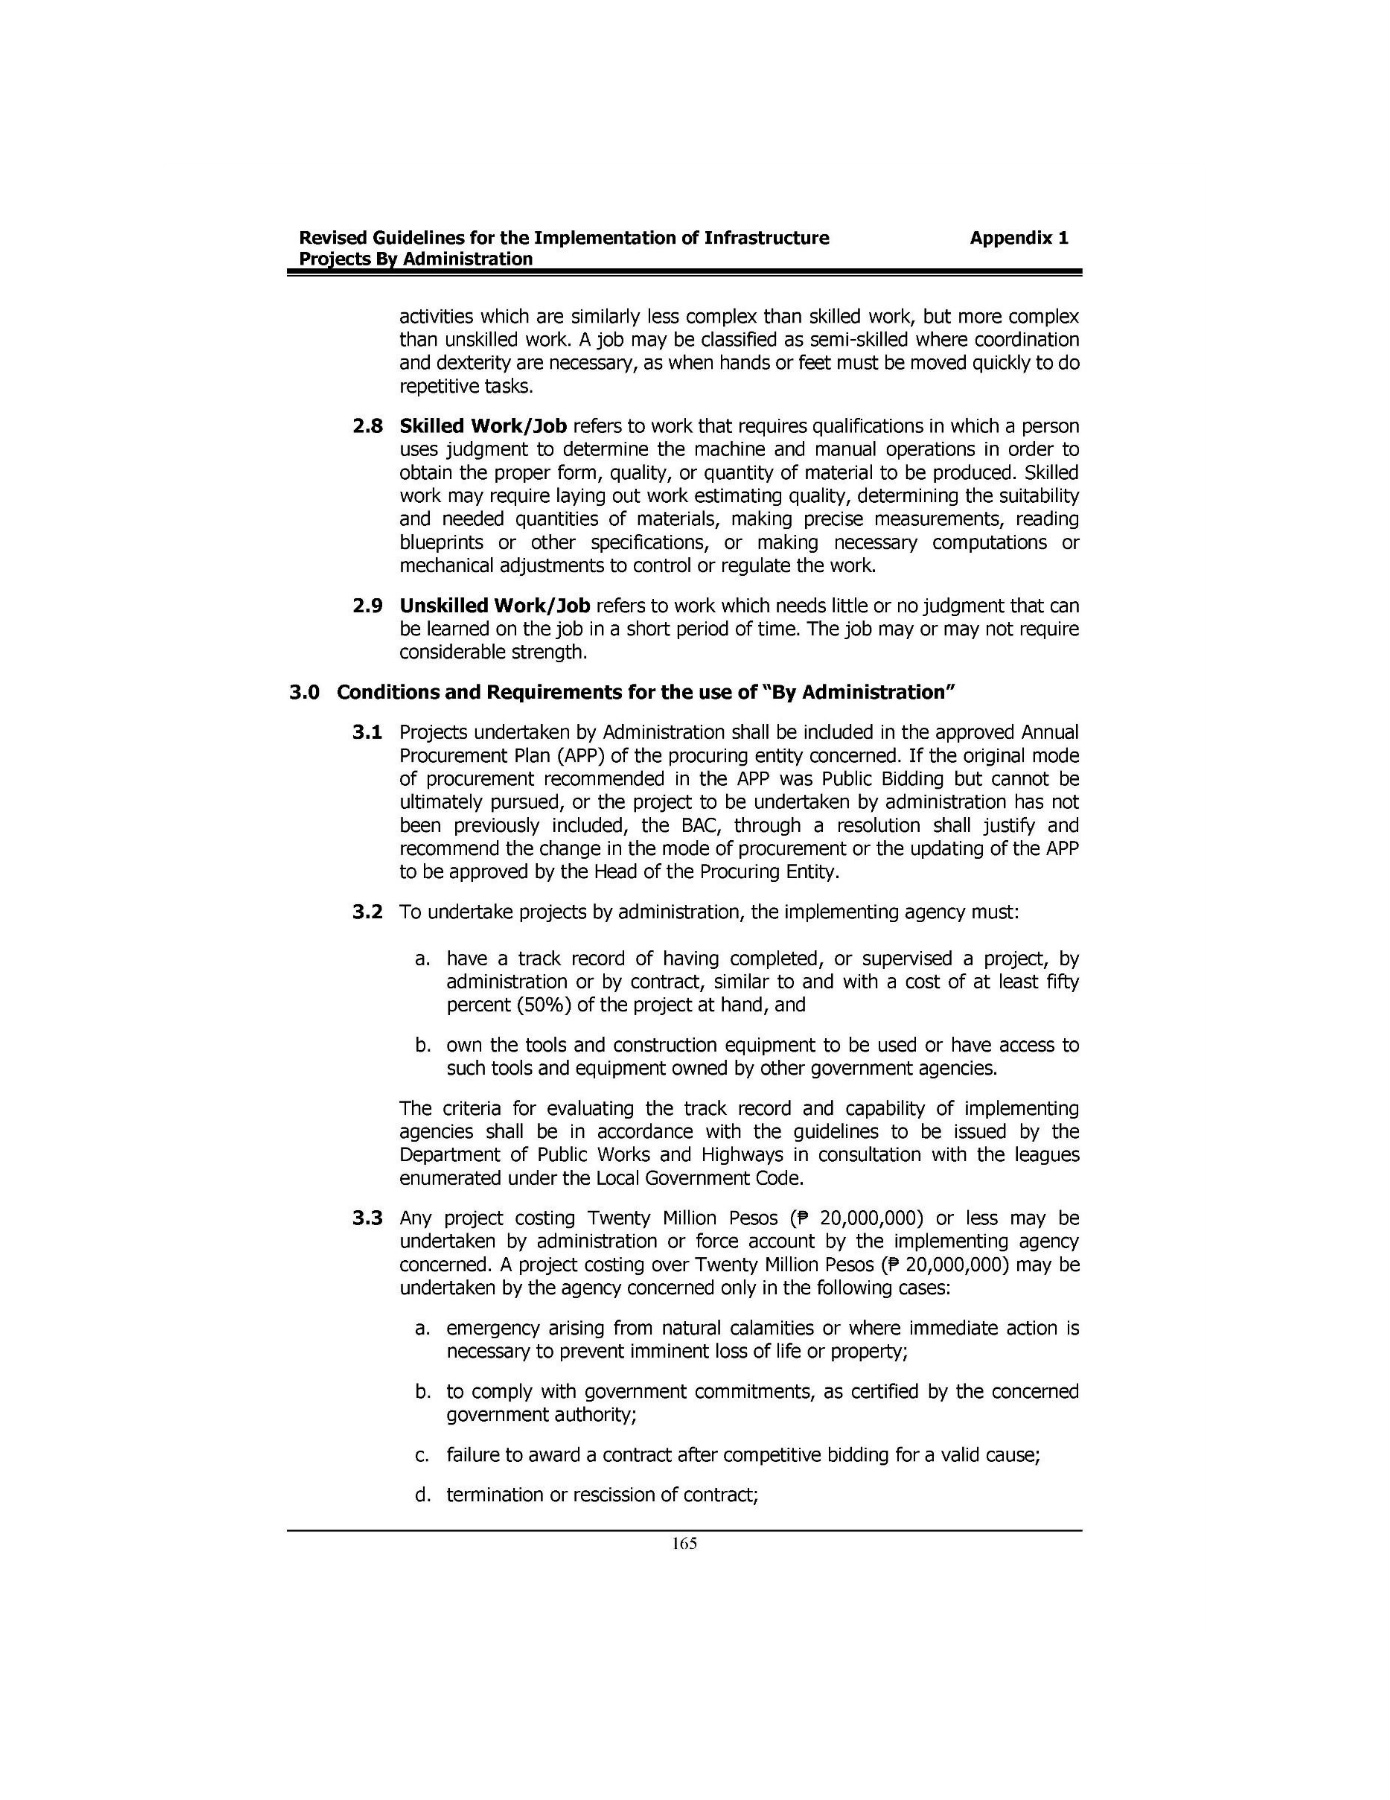 Revised Guidelines for the Implementation of Infrastructure Appendix 1
Projects By Administration
activities which are similarly less complex than skilled work, but more complex
than unskilled work. A job may be classified as semi-skilled where coordination
and dexterity are necessary, as when hands or feet must be moved quickly to do
repetitive tasks.
2.8 Skilled Work/Job refers to work that requires qualifications in which a person
uses judgment to determine the machine and manual operations in order to
obtain the proper form, quality, or quantity of material to be produced. Skilled
work may require laying out work estimating quality, determining the suitability
and needed quantities of materials, making precise measurements, reading
blueprints or other specifications, or making necessary computations or
mechanical adjustments to control or regulate the work.
2.9 Unskilled Work/Job refers to work which needs little or no judgment that can
be learned on the job in a short period of time. The job may or may not require
considerable strength.
3.0 Conditions and Requirements for the use of “By Administration”
3.1 Projects undertaken by Administration shall be included in the approved Annual
Procurement Plan (APP) of the procuring entity concerned. If the original mode
of procurement recommended in the APP was Public Bidding but cannot be
ultimately pursued, or the project to be undertaken by administration has not
been previously included, the BAC, through a resolution shall justify and
recommend the change in the mode of procurement or the updating of the APP
to be approved by the Head of the Procuring Entity.
3.2 To undertake projects by administration, the implementing agency must:
a. have a track record of having completed, or supervised a project, by
administration or by contract, similar to and with a cost of at least fifty
percent (50%) of the project at hand, and
b. own the tools and construction equipment to be used or have access to
such tools and equipment owned by other government agencies.
The criteria for evaluating the track record and capability of implementing
agencies shall be in accordance with the guidelines to be issued by the
Department of Public Works and Highways in consultation with the leagues
enumerated under the Local Government Code.
3.3 Any project costing Twenty Million Pesos (₱ 20,000,000) or less may be
undertaken by administration or force account by the implementing agency
concerned. A project costing over Twenty Million Pesos (₱ 20,000,000) may be
undertaken by the agency concerned only in the following cases:
a. emergency arising from natural calamities or where immediate action is
necessary to prevent imminent loss of life or property;
b. to comply with government commitments, as certified by the concerned
government authority;
c. failure to award a contract after competitive bidding for a valid cause;
d. termination or rescission of contract;
165